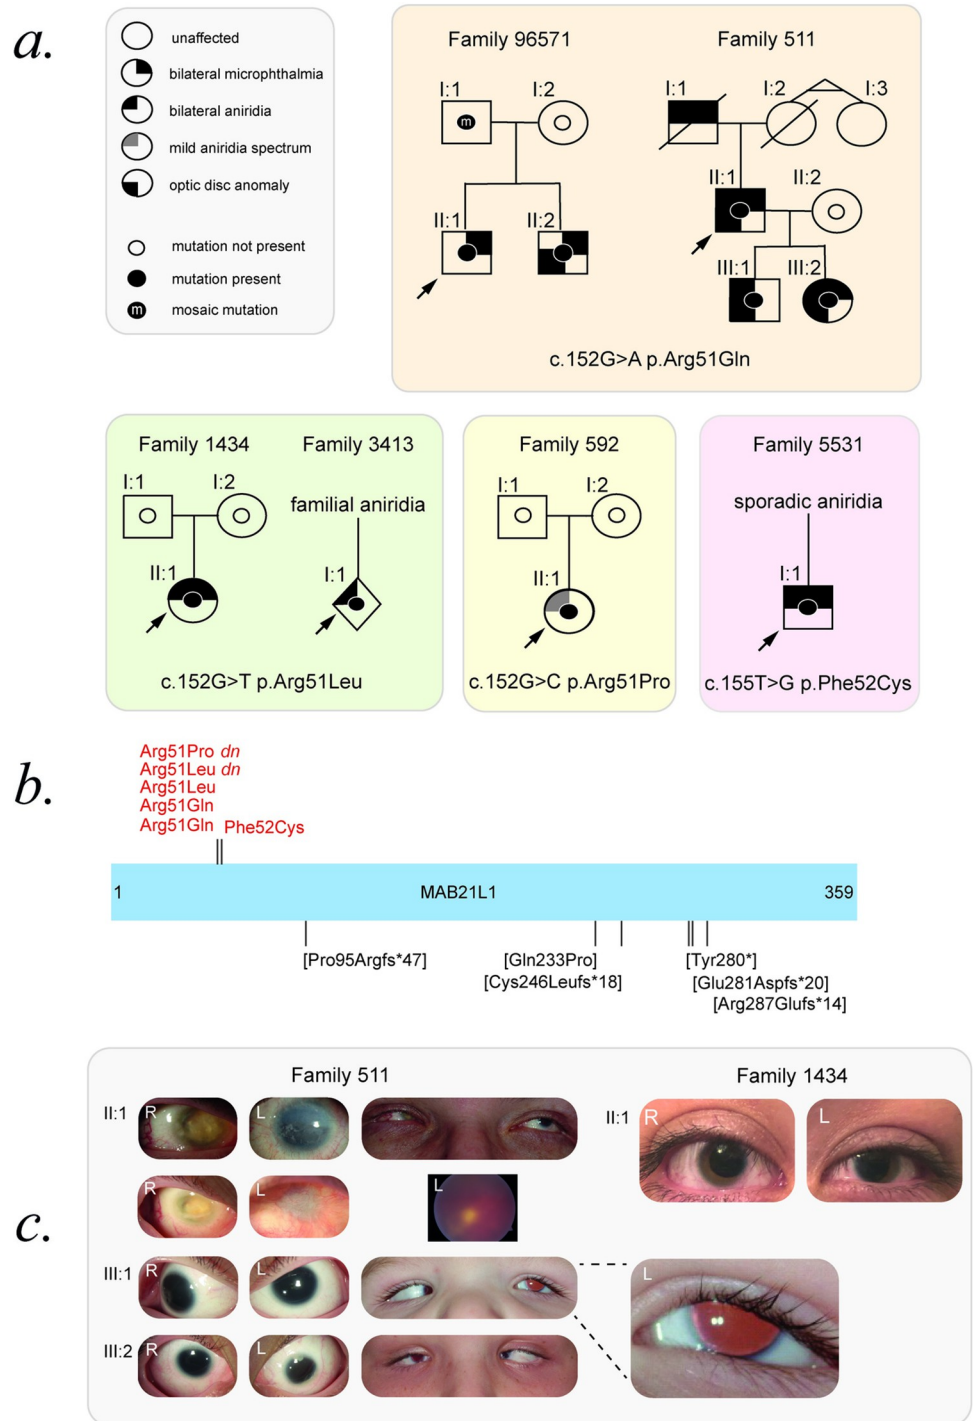 a.
unaffected
bilateral microphthalmia
bilateral aniridia
mild aniridia spectrum
optic disc anomaly
mutation not present
mutation present
m mosaic mutation
Family 96571
Family 511
I:1
I:2
m
II:1
II:2
I:1
I:2
I:3
II:1
II:2
III:1
III:2
c.152G>A p.Arg51Gln
Family 1434
Family 3413
I:1
I:2
familial aniridia
II:1
I:1
c.152G>T p.Arg51Leu
Family 592
I:1
I:2
II:1
c.152G>C p.Arg51Pro
Family 5531
sporadic aniridia
I:1
c.155T>G p.Phe52Cys
b.
Arg51Pro dn
Arg51Leu dn
Arg51Leu
Arg51Gln
Arg51Gln Phe52Cys
1 MAB21L1 359
[Pro95Argfs*47]
[Gln233Pro]
[Cys246Leufs*18]
[Tyr280*]
[Glu281Aspfs*20]
[Arg287Glufs*14]
c.
Family 511
Family 1434
II:1
R
L
II:1
R
L
R
L
L
III:1
R
L
L
III:2
R
L